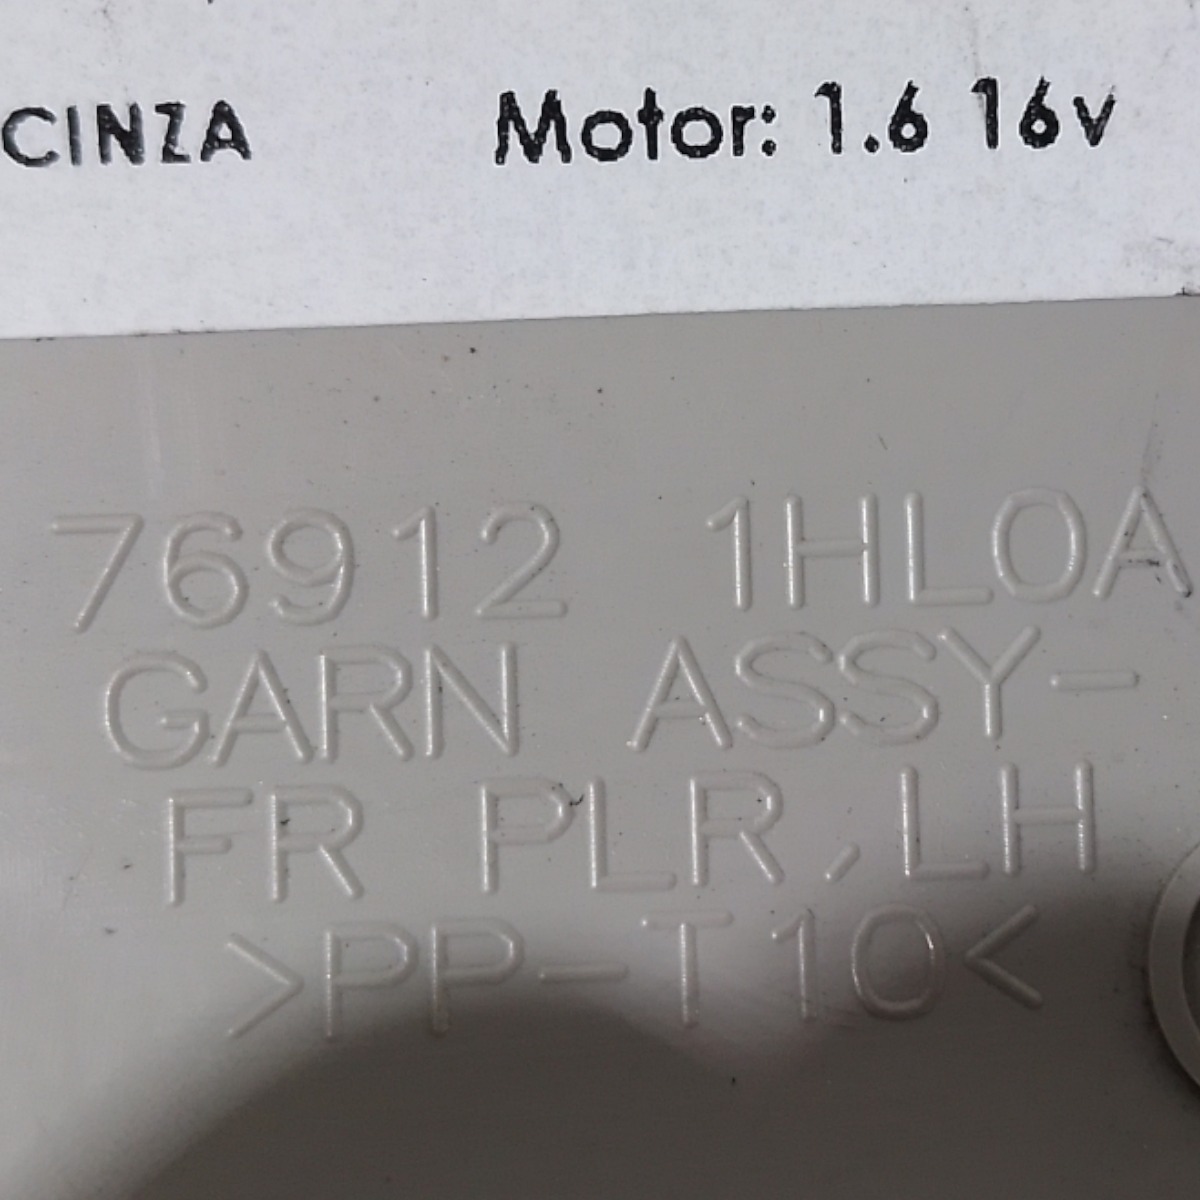 CINZA Motor: 1.6 16v
76912 1HL0A
GARN ASSY-
FR PLR, LH
>PP-T10<